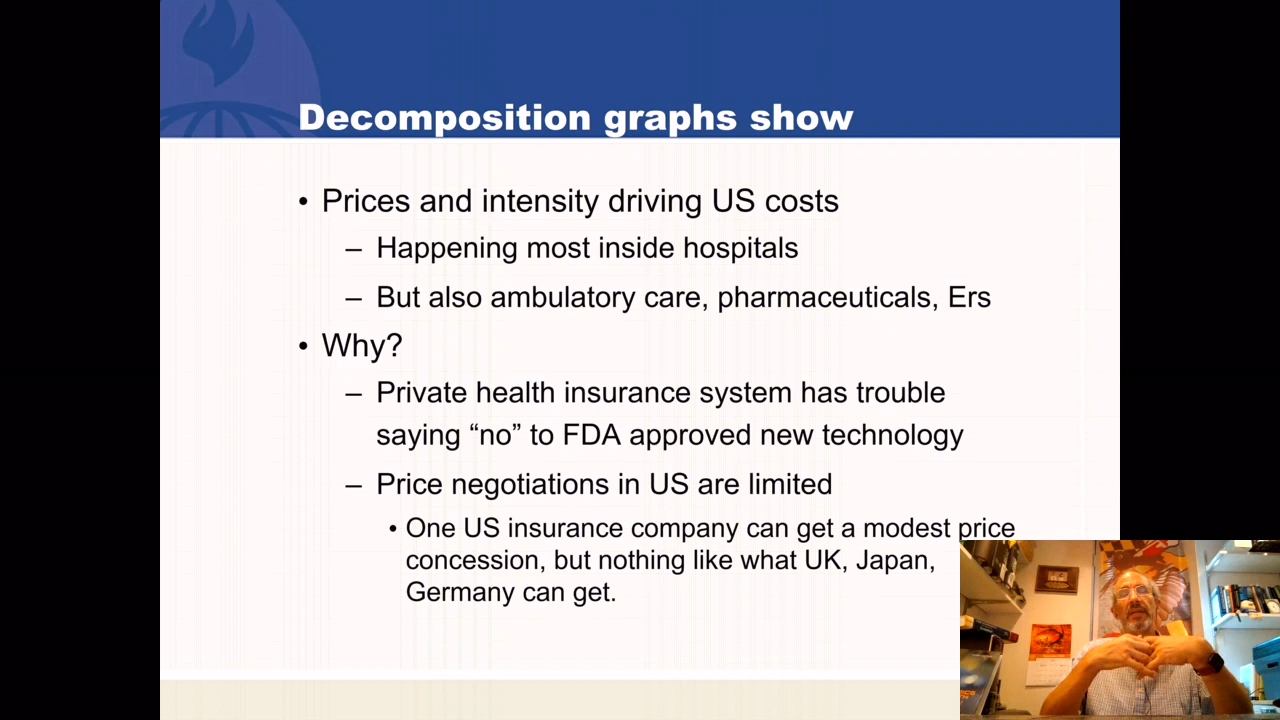 Decomposition graphs show
• Prices and intensity driving US costs
– Happening most inside hospitals
– But also ambulatory care, pharmaceuticals, Ers
• Why?
– Private health insurance system has trouble
saying “no” to FDA approved new technology
– Price negotiations in US are limited
• One US insurance company can get a modest price
concession, but nothing like what UK, Japan,
Germany can get.